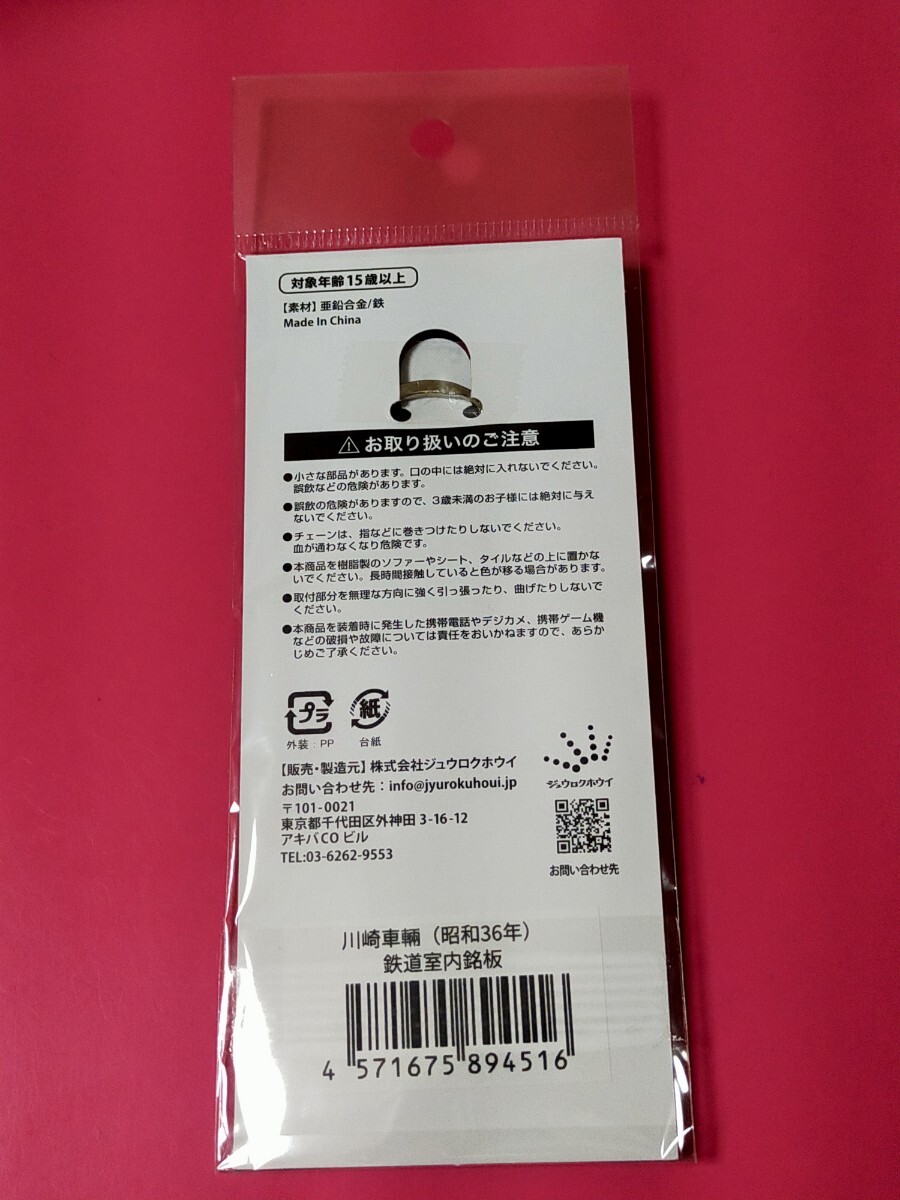 対象年齢15歳以上
【素材】亜鉛合金/鉄
Made In China
⚠お取り扱いのご注意
●小さな部品があります。口の中には絶対に入れないでください。
誤飲などの危険があります。
●誤飲の危険がありますので、3歳未満のお子様には絶対に与え
ないでください。
●チェーンは、指などに巻きつけたりしないでください。
血が通わなくなり危険です。
●本商品を樹脂製のソファーやシート、タイルなどの上に置かな
いでください。長時間接触していると色が移る場合があります。
●取付部分を無理な方向に強く引っ張ったり、曲げたりしないで
ください。
●本商品を装着時に発生した携帯電話やデジカメ、携帯ゲーム機
などの破損や故障については責任をおいかねますので、あらか
じめご了承ください。
プラ
紙
外装:PP
台紙
【販売・製造元】株式会社ジュウロクホウイ
お問い合わせ先:info@jyurokuhoui.jp
〒101-0021
東京都千代田区外神田 3-16-12
アキバCO ビル
TEL:03-6262-9553
ジュウロクホウイ
お問い合わせ先
川崎車輛(昭和36年)
鉄道室内銘板
4 571675 894516